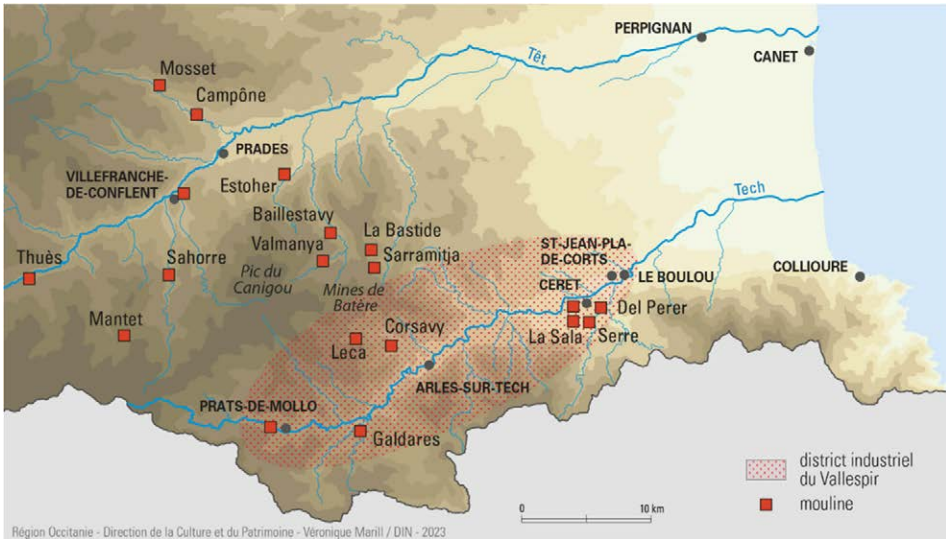 PERPIGNAN
CANET
Têt
Mosset
Campône
PRADES
VILLEFRANCHE-
DE-CONFLENT
Estoher
Tech
Baillestavy
Valmanya
La Bastide
Sarramitja
ST-JEAN-PLA-
DE-CORTS
Thuès
Sahorre
Pic du
Canigou
Mines de
Batère
CERET
LE BOULOU
COLLIOURE
Del Perer
Mantet
Leca
Corsavy
La Sala
Serre
ARLES-SUR-TECH
PRATS-DE-MOLLO
Galdares
district industriel
du Vallespir
mouline
0
10 km
Région Occitanie - Direction de la Culture et du Patrimoine - Véronique Marill / DIN - 2023